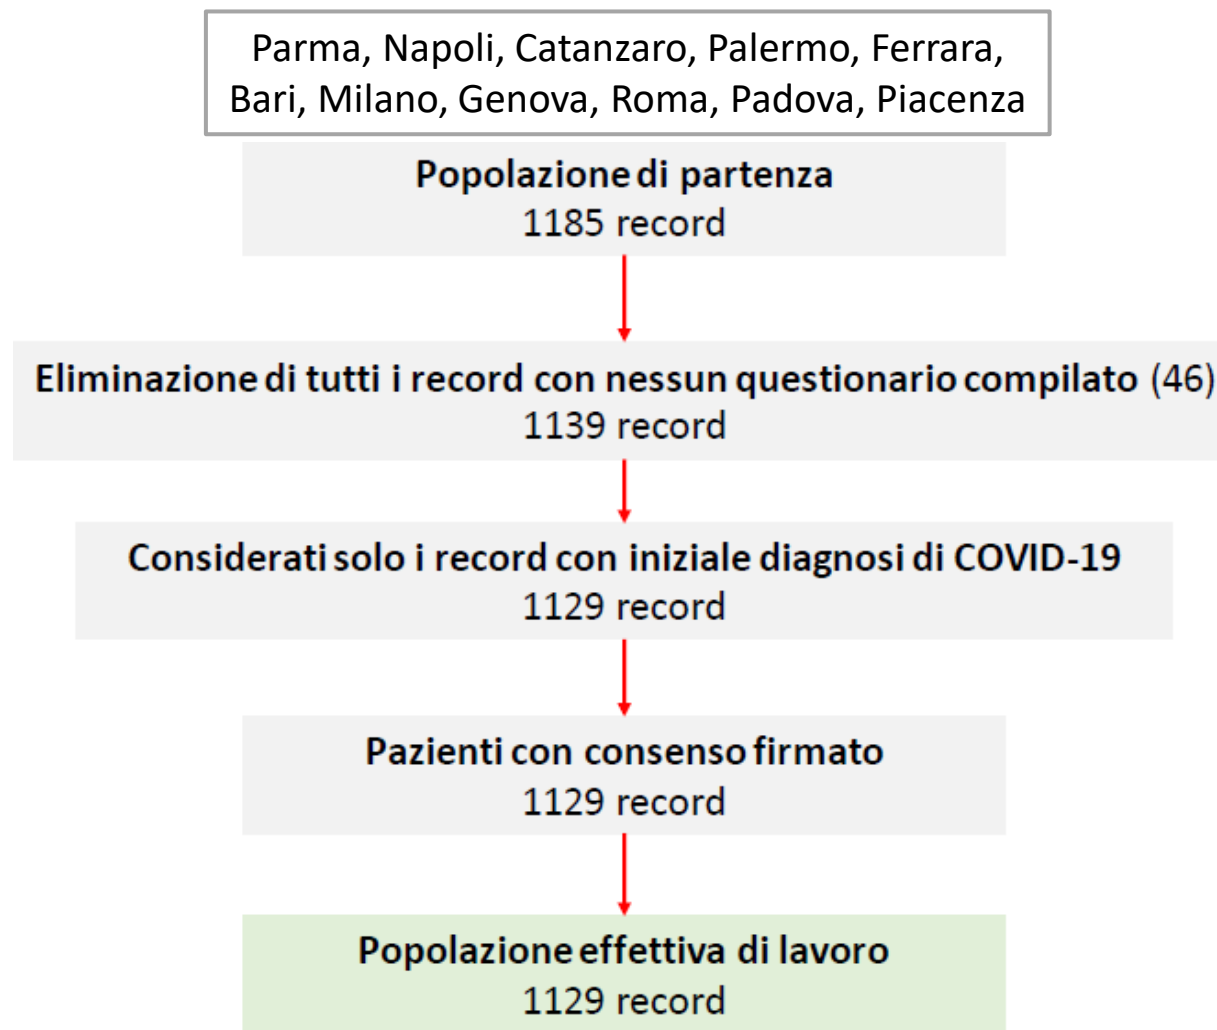 Parma, Napoli, Catanzaro, Palermo, Ferrara,
Bari, Milano, Genova, Roma, Padova, Piacenza
Popolazione di partenza
1185 record
Eliminazione di tutti i record con nessun questionario compilato (46)
1139 record
Considerati solo i record con iniziale diagnosi di COVID-19
1129 record
Pazienti con consenso firmato
1129 record
Popolazione effettiva di lavoro
1129 record